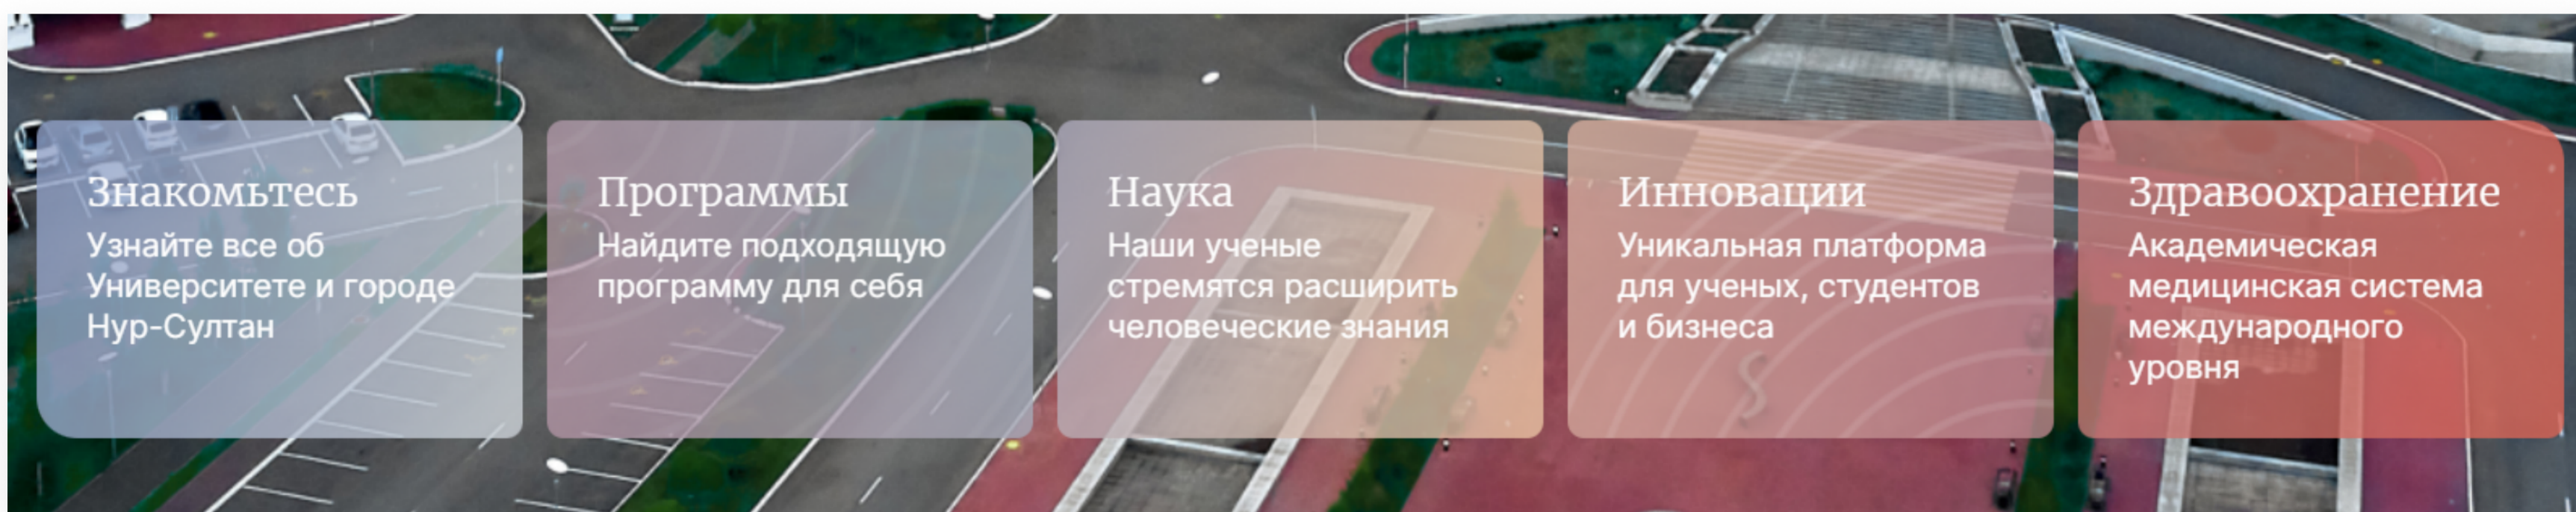 Знакомьтесь
Узнайте все об
Университете и городе
Нур-Султан
Программы
Найдите подходящую
программу для себя
Наука
Наши ученые
стремятся расширить
человеческие знания
Инновации
Уникальная платформа
для ученых, студентов
и бизнеса
Здравоохранение
Академическая
медицинская система
международного
уровня